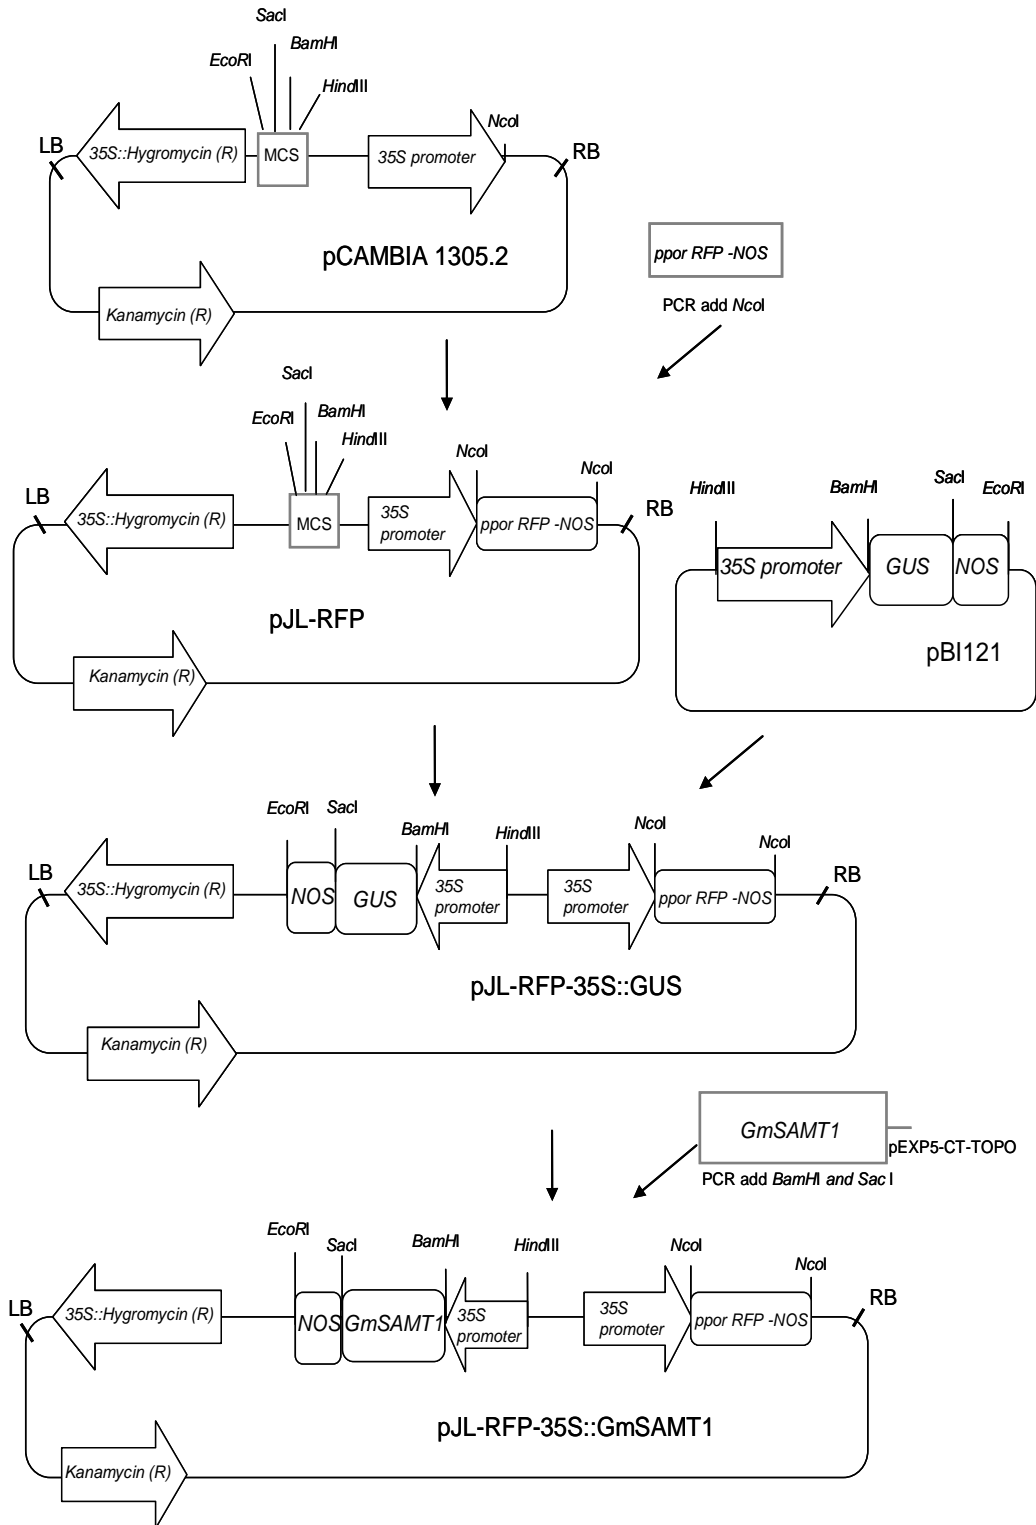 SacI
BamHI
EcoRI
HindIII
NcoI
LB
35S::Hygromycin (R)
MCS
35S promoter
RB
pCAMBIA 1305.2
Kanamycin (R)
ppor RFP -NOS
PCR add NcoI
SacI
BamHI
EcoRI
HindIII
NcoI
NcoI
LB
35S::Hygromycin (R)
MCS
35S
promoter
ppor RFP -NOS
RB
pJL-RFP
Kanamycin (R)
HindIII
BamHI
SacI
EcoRI
35S promoter
GUS
NOS
pBI121
EcoRI
SacI
BamHI
HindIII
NcoI
NcoI
LB
35S::Hygromycin (R)
NOS
GUS
35S
promoter
35S
promoter
ppor RFP -NOS
RB
pJL-RFP-35S::GUS
Kanamycin (R)
GmSAMT1
pEXP5-CT-TOPO
PCR add BamHI and Sac I
EcoRI
SacI
BamHI
HindIII
NcoI
NcoI
LB
35S::Hygromycin (R)
NOS
GmSAMT1
35S
promoter
35S
promoter
ppor RFP -NOS
RB
pJL-RFP-35S::GmSAMT1
Kanamycin (R)